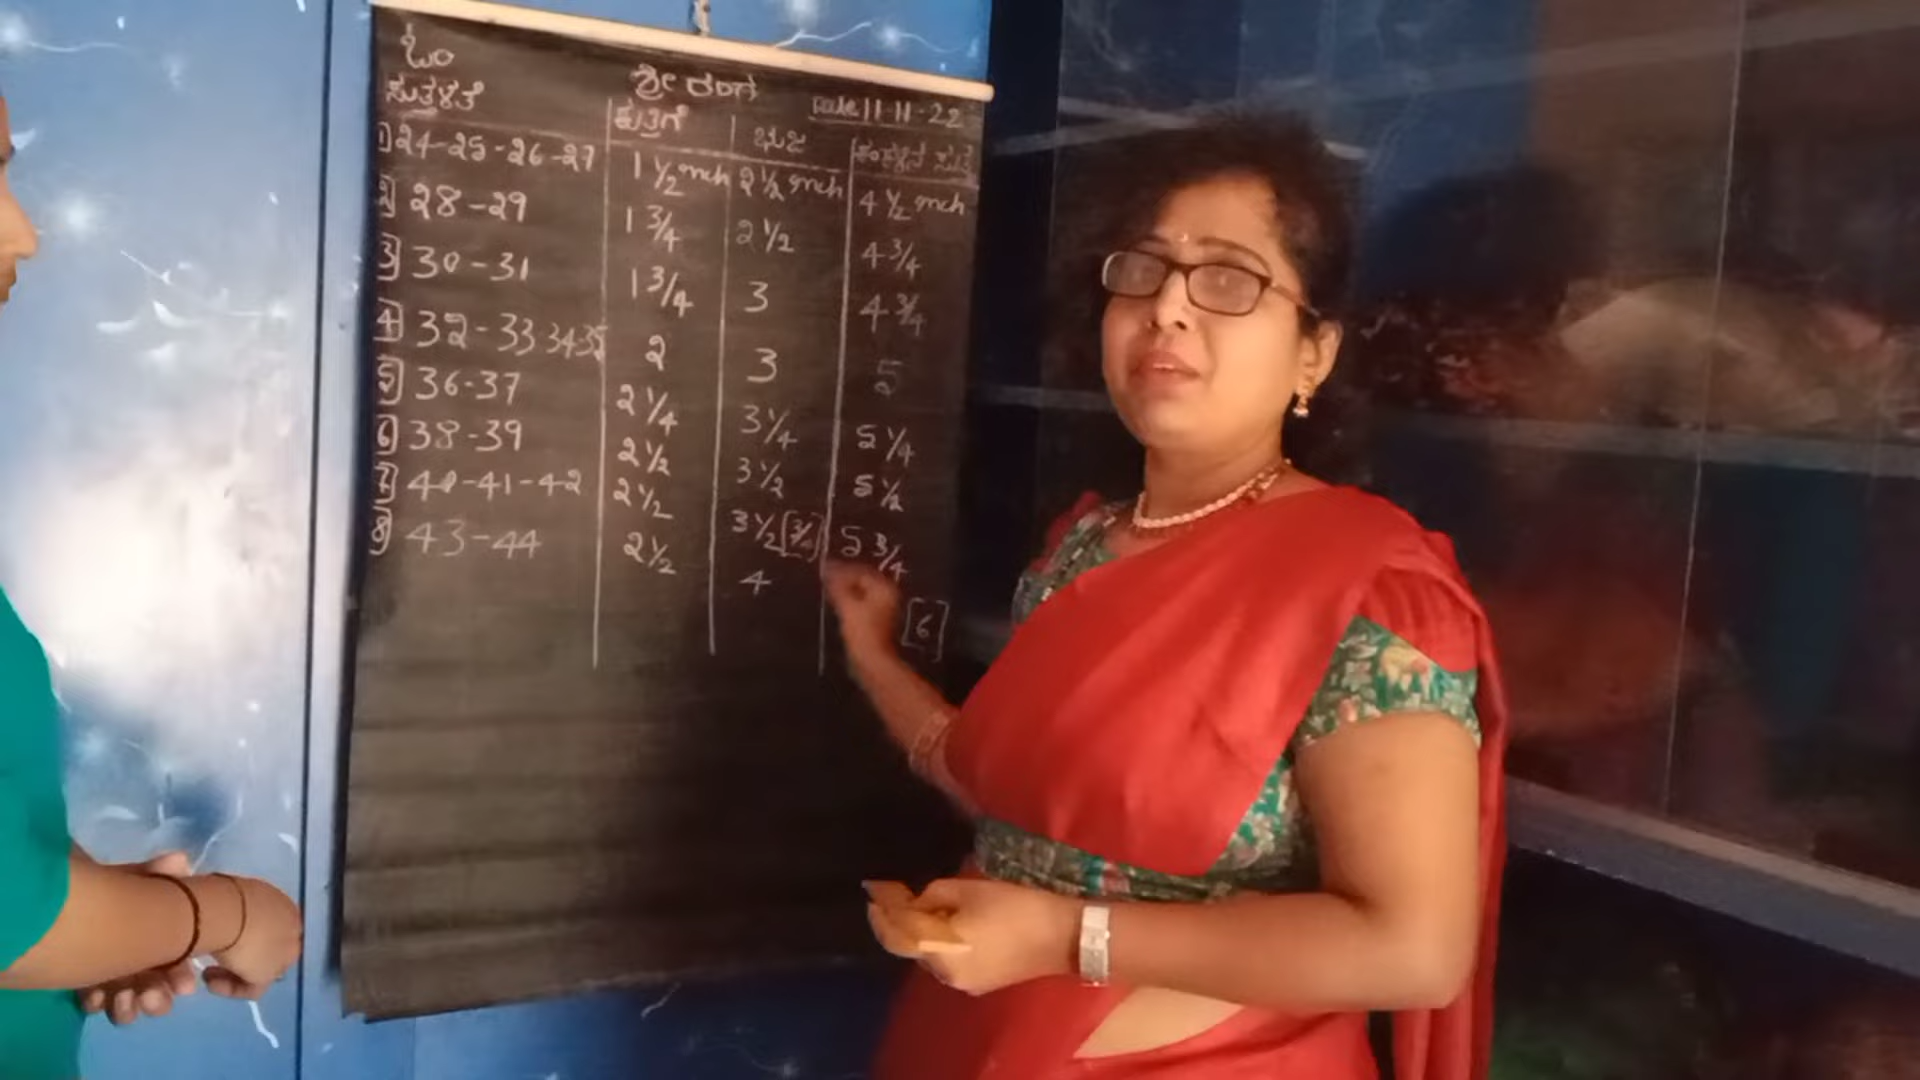 ಓಂ
ಶ್ರೀ ರಂಗ
Date 11-11-22
ಸುತ್ತಳತೆ ಕುತ್ತಿಗೆ ಭುಜ
1) 24-25-26-27 1 1/2 inch 2 1/2 inch 4 1/2 inch
2] 28-29 1 3/4 2 1/2 4 3/4
3] 30-31 1 3/4 3 4 3/4
4] 32-33 34 35 2 3 5
5] 36-37 2 1/4 3 1/4 5 1/4
6] 38-39 2 1/2 3 1/2 5 1/2
7] 40-41-42 2 1/2 3 1/2 [3/4] 5 3/4
8] 43-44 2 1/2 4 [6]